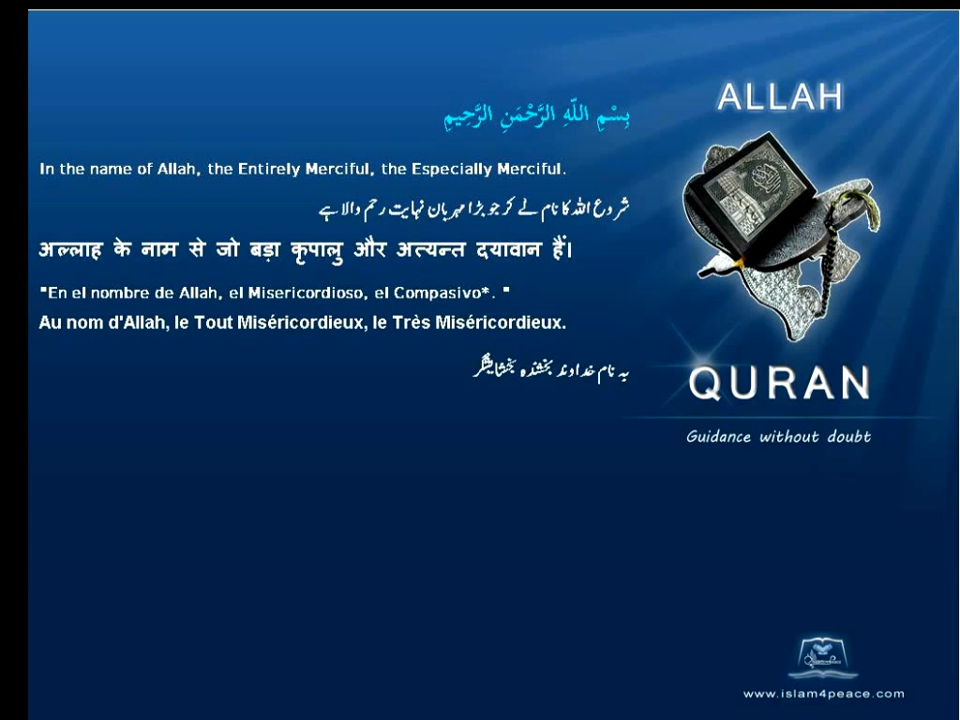 بِسْمِ اللّهِ الرَّحْمَنِ الرَّحِيمِ
In the name of Allah, the Entirely Merciful, the Especially Merciful.
شروع اللہ کا نام لے کر جو بڑا مہربان نہایت رحم والا ہے
अल्लाह के नाम से जो बड़ा कृपालु और अत्यन्त दयावान हैं।
"En el nombre de Allah, el Misericordioso, el Compasivo*. "
Au nom d'Allah, le Tout Miséricordieux, le Très Miséricordieux.
به نام خداوند بخشنده بخشایشگر
ALLAH
QURAN
Guidance without doubt
www.islam4peace.com